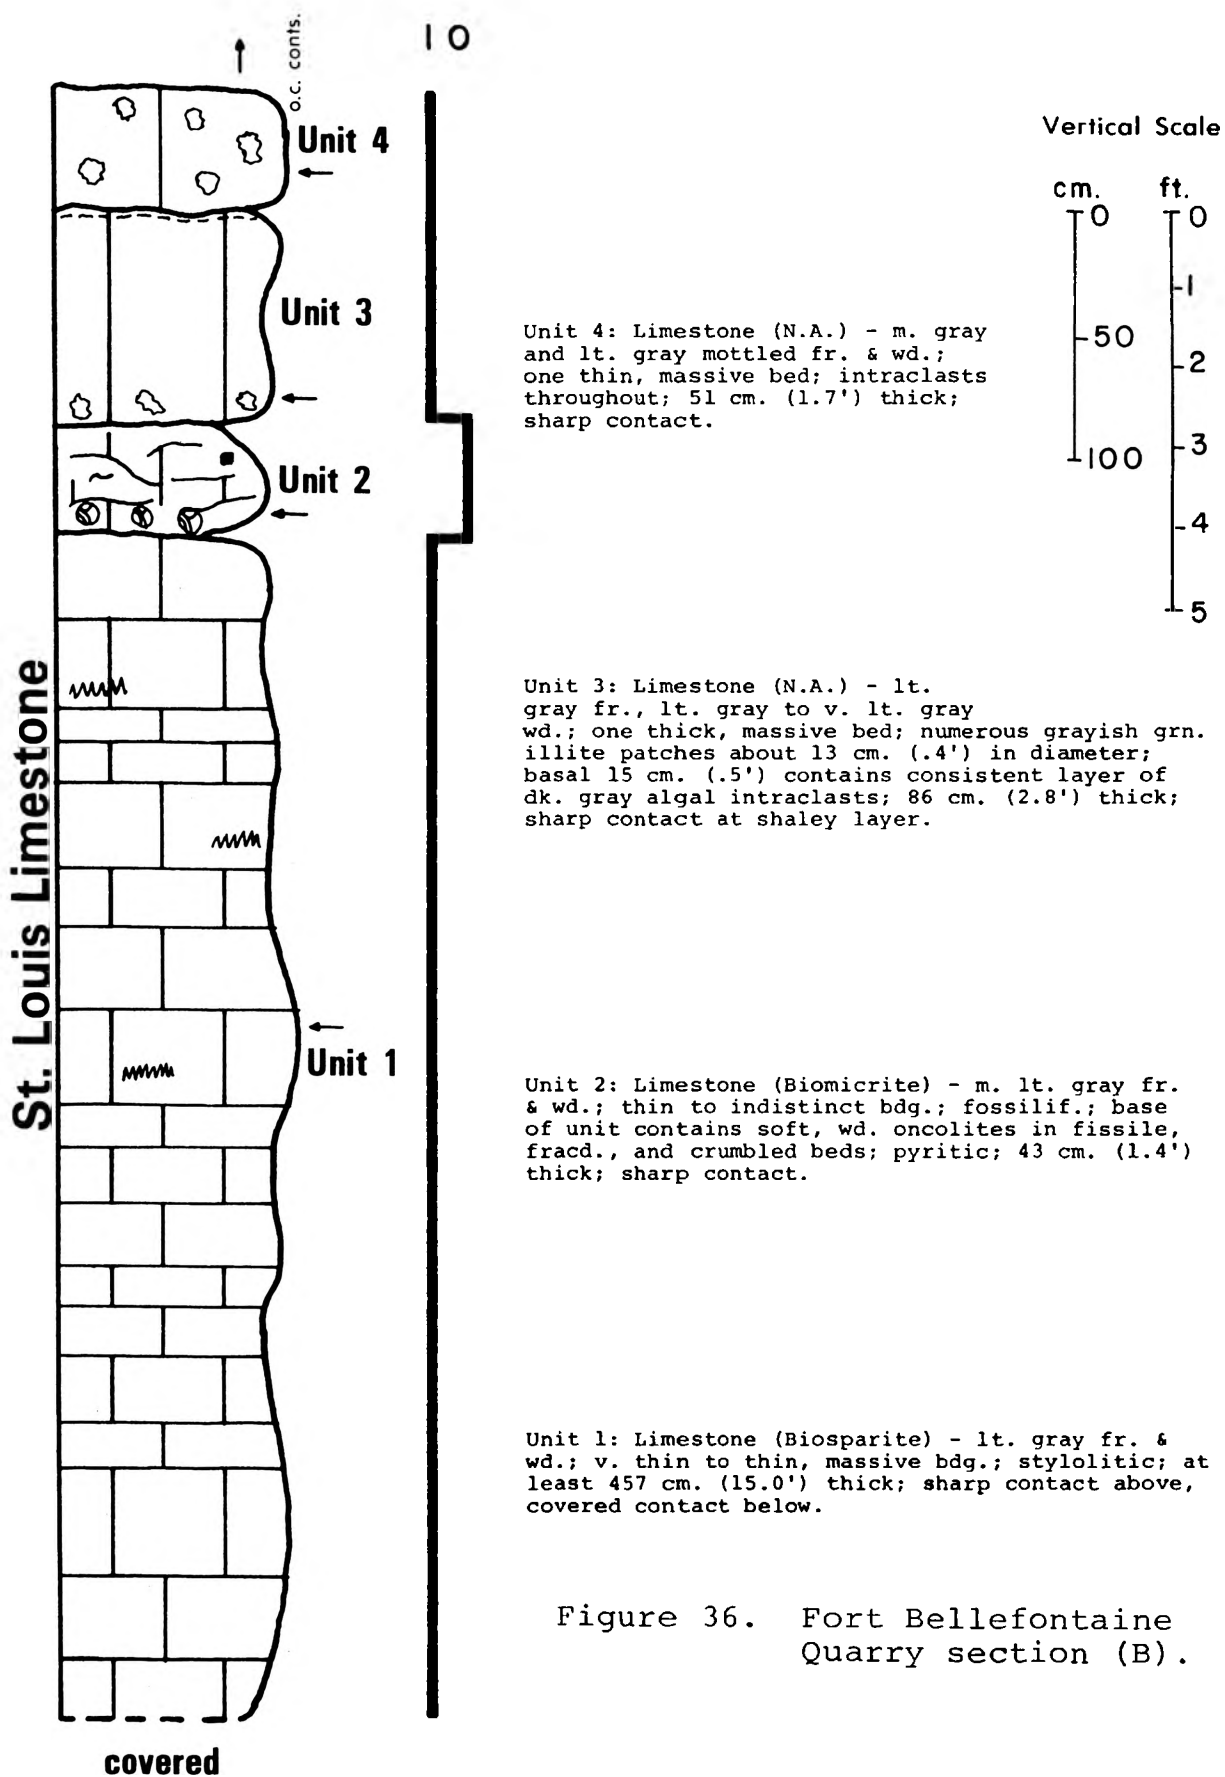 o.c. conts.
1 0
Unit 4
Unit 3
Unit 2
Unit 1
St. Louis Limestone
covered
Vertical Scale
cm. ft.
0 0
1
50
2
100 3
4
5
Unit 4: Limestone (N.A.) - m. gray
and lt. gray mottled fr. & wd.;
one thin, massive bed; intraclasts
throughout; 51 cm. (1.7') thick;
sharp contact.
Unit 3: Limestone (N.A.) - lt.
gray fr., lt. gray to v. lt. gray
wd.; one thick, massive bed; numerous grayish grn.
illite patches about 13 cm. (.4') in diameter;
basal 15 cm. (.5') contains consistent layer of
dk. gray algal intraclasts; 86 cm. (2.8') thick;
sharp contact at shaley layer.
Unit 2: Limestone (Biomicrite) - m. lt. gray fr.
& wd.; thin to indistinct bdg.; fossilif.; base
of unit contains soft, wd. oncolites in fissile,
fracd., and crumbled beds; pyritic; 43 cm. (1.4')
thick; sharp contact.
Unit 1: Limestone (Biosparite) - lt. gray fr. &
wd.; v. thin to thin, massive bdg.; stylolitic; at
least 457 cm. (15.0') thick; sharp contact above,
covered contact below.
Figure 36. Fort Bellefontaine
Quarry section (B).